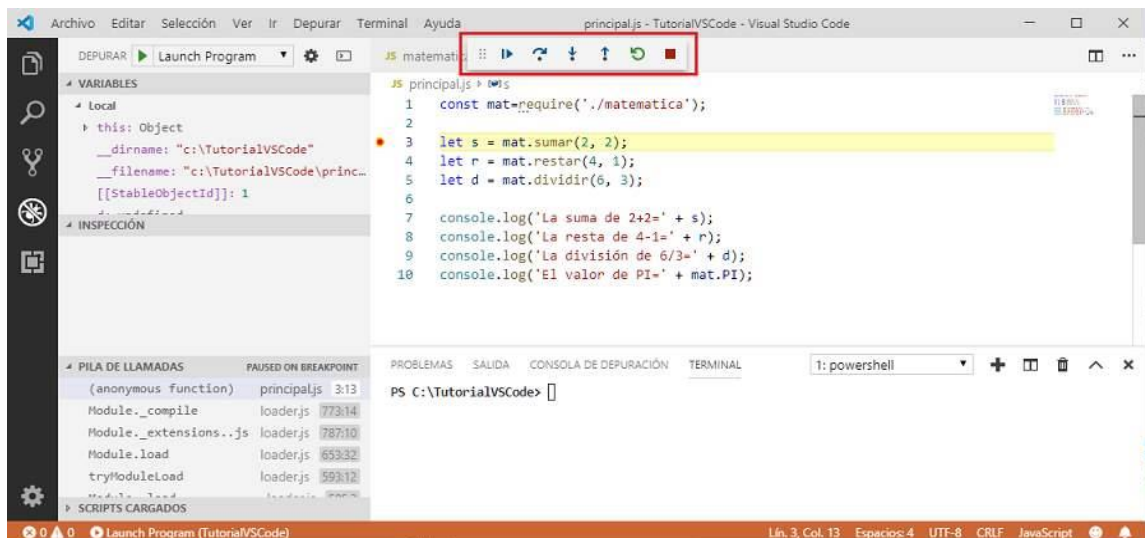 Archivo Editar Selección Ver Ir Depurar Terminal Ayuda principal.js - TutorialVSCode - Visual Studio Code
DEPURAR Launch Program
VARIABLES
Local
this: Object
__dirname: "c:\TutorialVSCode"
__filename: "c:\TutorialVSCode\princ…
[[StableObjectId]]: 1
INSPECCIÓN
PILA DE LLAMADAS PAUSED ON BREAKPOINT
(anonymous function) principal.js 3:13
Module._compile loader.js 773:14
Module._extensions..js loader.js 787:10
Module.load loader.js 653:32
tryModuleLoad loader.js 593:12
SCRIPTS CARGADOS
JS matematic
JS principal.js s
1 const mat=require('./matematica');
2
3 let s = mat.sumar(2, 2);
4 let r = mat.restar(4, 1);
5 let d = mat.dividir(6, 3);
6
7 console.log('La suma de 2+2=' + s);
8 console.log('La resta de 4-1=' + r);
9 console.log('La división de 6/3=' + d);
10 console.log('El valor de PI=' + mat.PI);
PROBLEMAS SALIDA CONSOLA DE DEPURACIÓN TERMINAL 1: powershell
PS C:\TutorialVSCode>
0 0 Launch Program (TutorialVSCode) Lín. 3, Col. 13 Espacios: 4 UTF-8 CRLF JavaScript